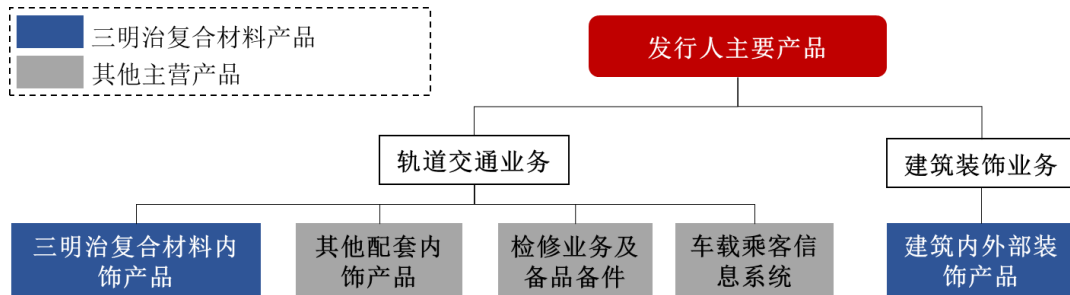 三明治复合材料产品
其他主营产品
发行人主要产品
轨道交通业务
建筑装饰业务
三明治复合材料内
饰产品
其他配套内
饰产品
检修业务及
备品备件
车载乘客信
息系统
建筑内外部装
饰产品